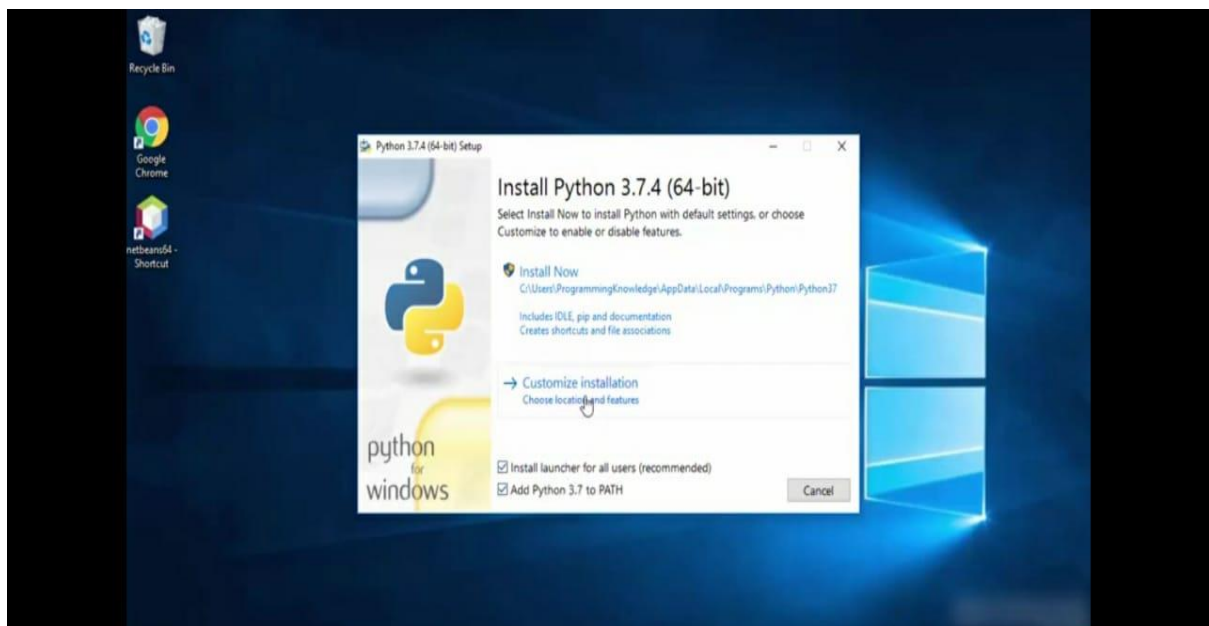 Recycle Bin
Google
Chrome
netbeans64 -
Shortcut
Python 3.7.4 (64-bit) Setup
Install Python 3.7.4 (64-bit)
Select Install Now to install Python with default settings, or choose
Customize to enable or disable features.
Install Now
C:\Users\ProgrammingKnowledge\AppData\Local\Programs\Python\Python37
Includes IDLE, pip and documentation
Creates shortcuts and file associations
Customize installation
Choose location and features
python
for
windows
Install launcher for all users (recommended)
Add Python 3.7 to PATH
Cancel